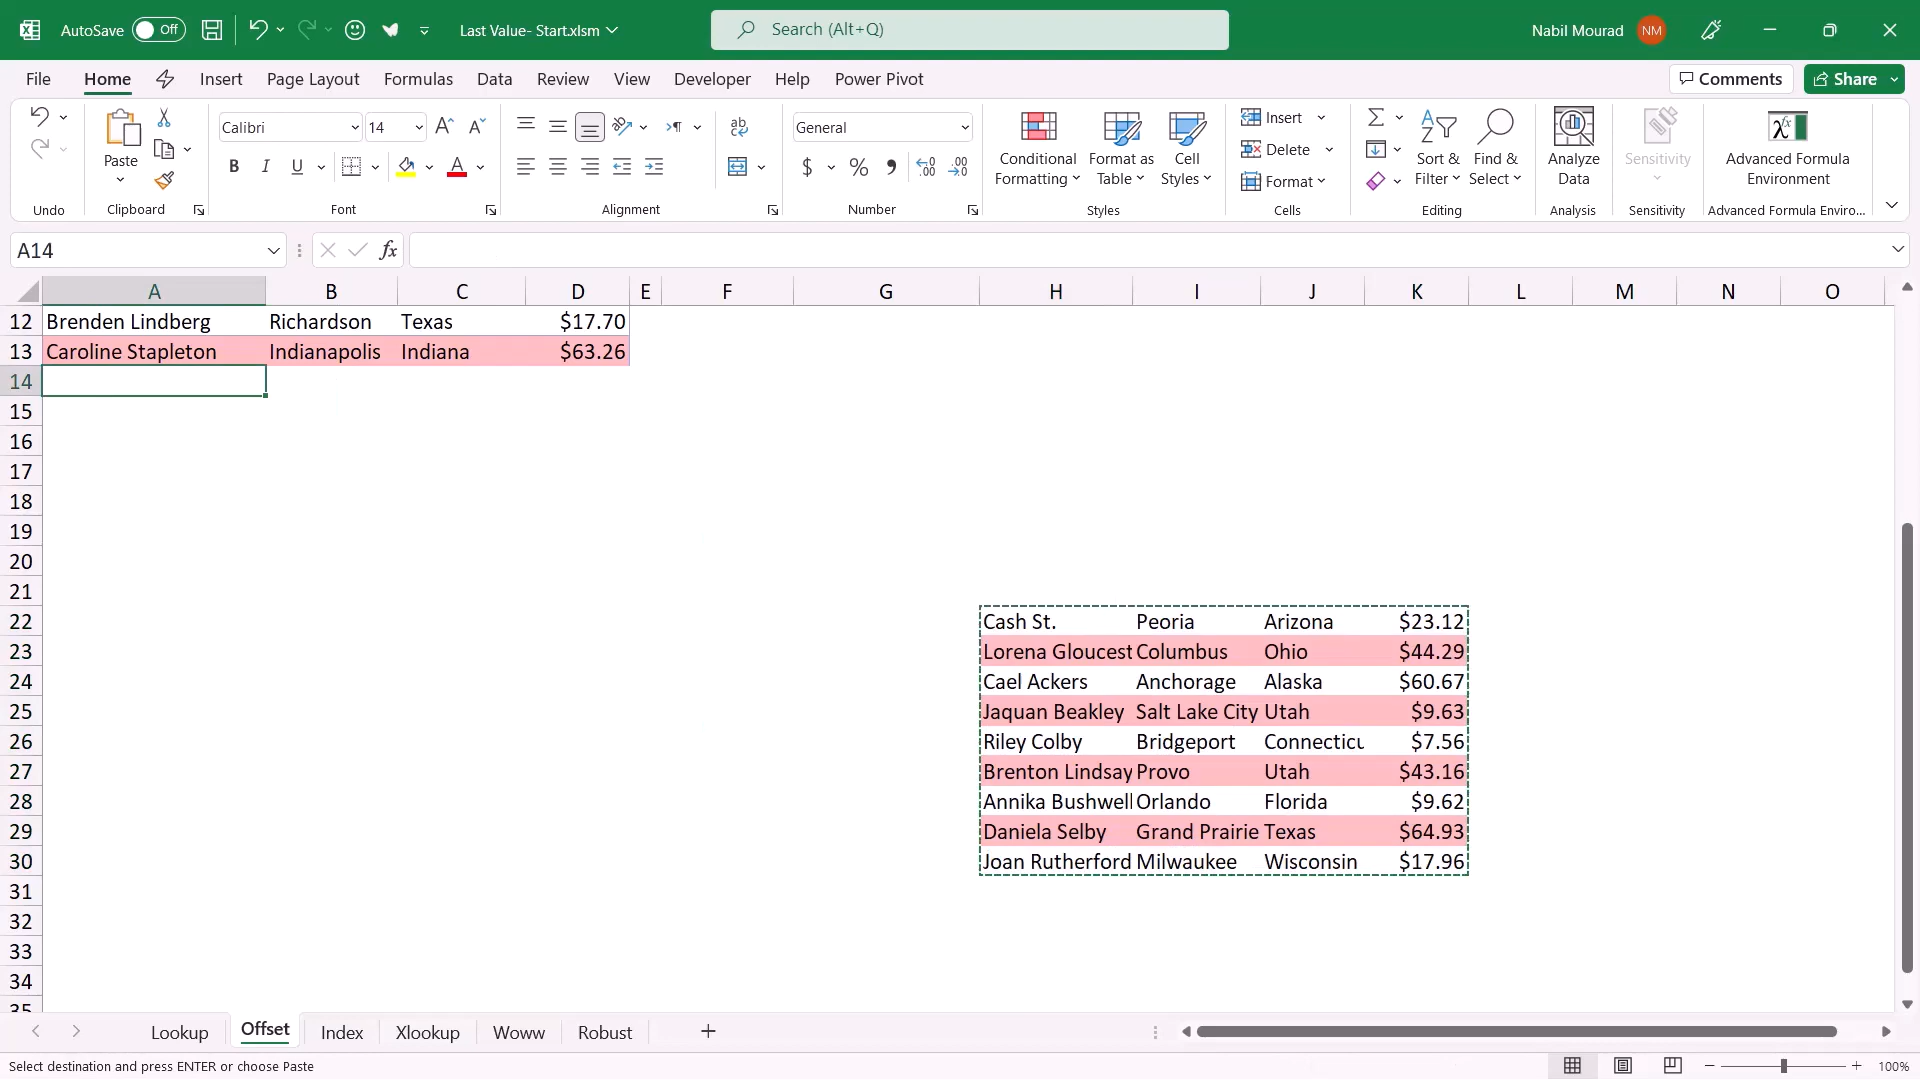 AutoSave Off Last Value- Start.xlsm Search (Alt+Q) Nabil Mourad NM
File Home Insert Page Layout Formulas Data Review View Developer Help Power Pivot Comments Share
Calibri 14 General
Paste
B I U A $ % , Conditional Formatting Format as Table Cell Styles
Insert
Delete
Format
Sort & Filter Find & Select Analyze Data Sensitivity Advanced Formula Environment
Undo Clipboard Font Alignment Number Styles Cells Editing Analysis Sensitivity Advanced Formula Enviro...
A14 fx
A B C D E F G H I J K L M N O
12 Brenden Lindberg Richardson Texas $17.70
13 Caroline Stapleton Indianapolis Indiana $63.26
14
15
16
17
18
19
20
21
22 Cash St. Peoria Arizona $23.12
23 Lorena Gloucest Columbus Ohio $44.29
24 Cael Ackers Anchorage Alaska $60.67
25 Jaquan Beakley Salt Lake City Utah $9.63
26 Riley Colby Bridgeport Connecticu $7.56
27 Brenton Lindsay Provo Utah $43.16
28 Annika Bushwell Orlando Florida $9.62
29 Daniela Selby Grand Prairie Texas $64.93
30 Joan Rutherford Milwaukee Wisconsin $17.96
31
32
33
34
35
Lookup Offset Index Xlookup Woww Robust
Select destination and press ENTER or choose Paste 100%